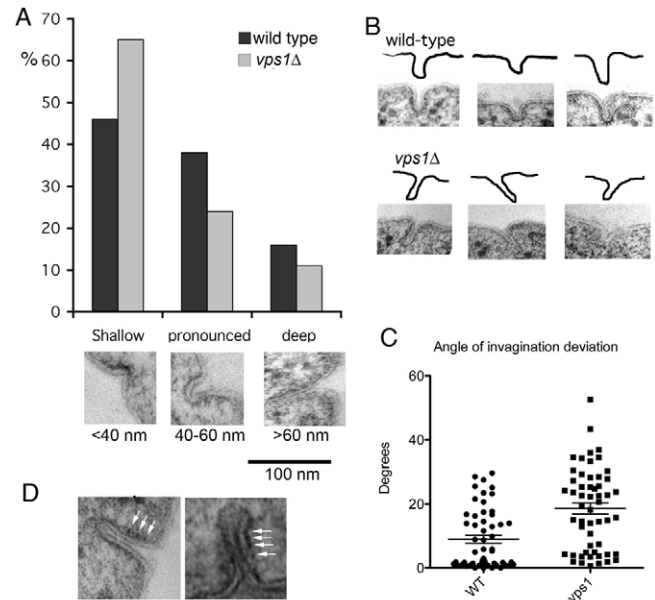 A
70
60
50
40
30
20
10
0
%
wild type
vps1Δ
Shallow
pronounced
deep
<40 nm
40-60 nm
>60 nm
100 nm
B
wild-type
vps1Δ
C
Angle of invagination deviation
60
40
20
0
Degrees
WT
vps1
D